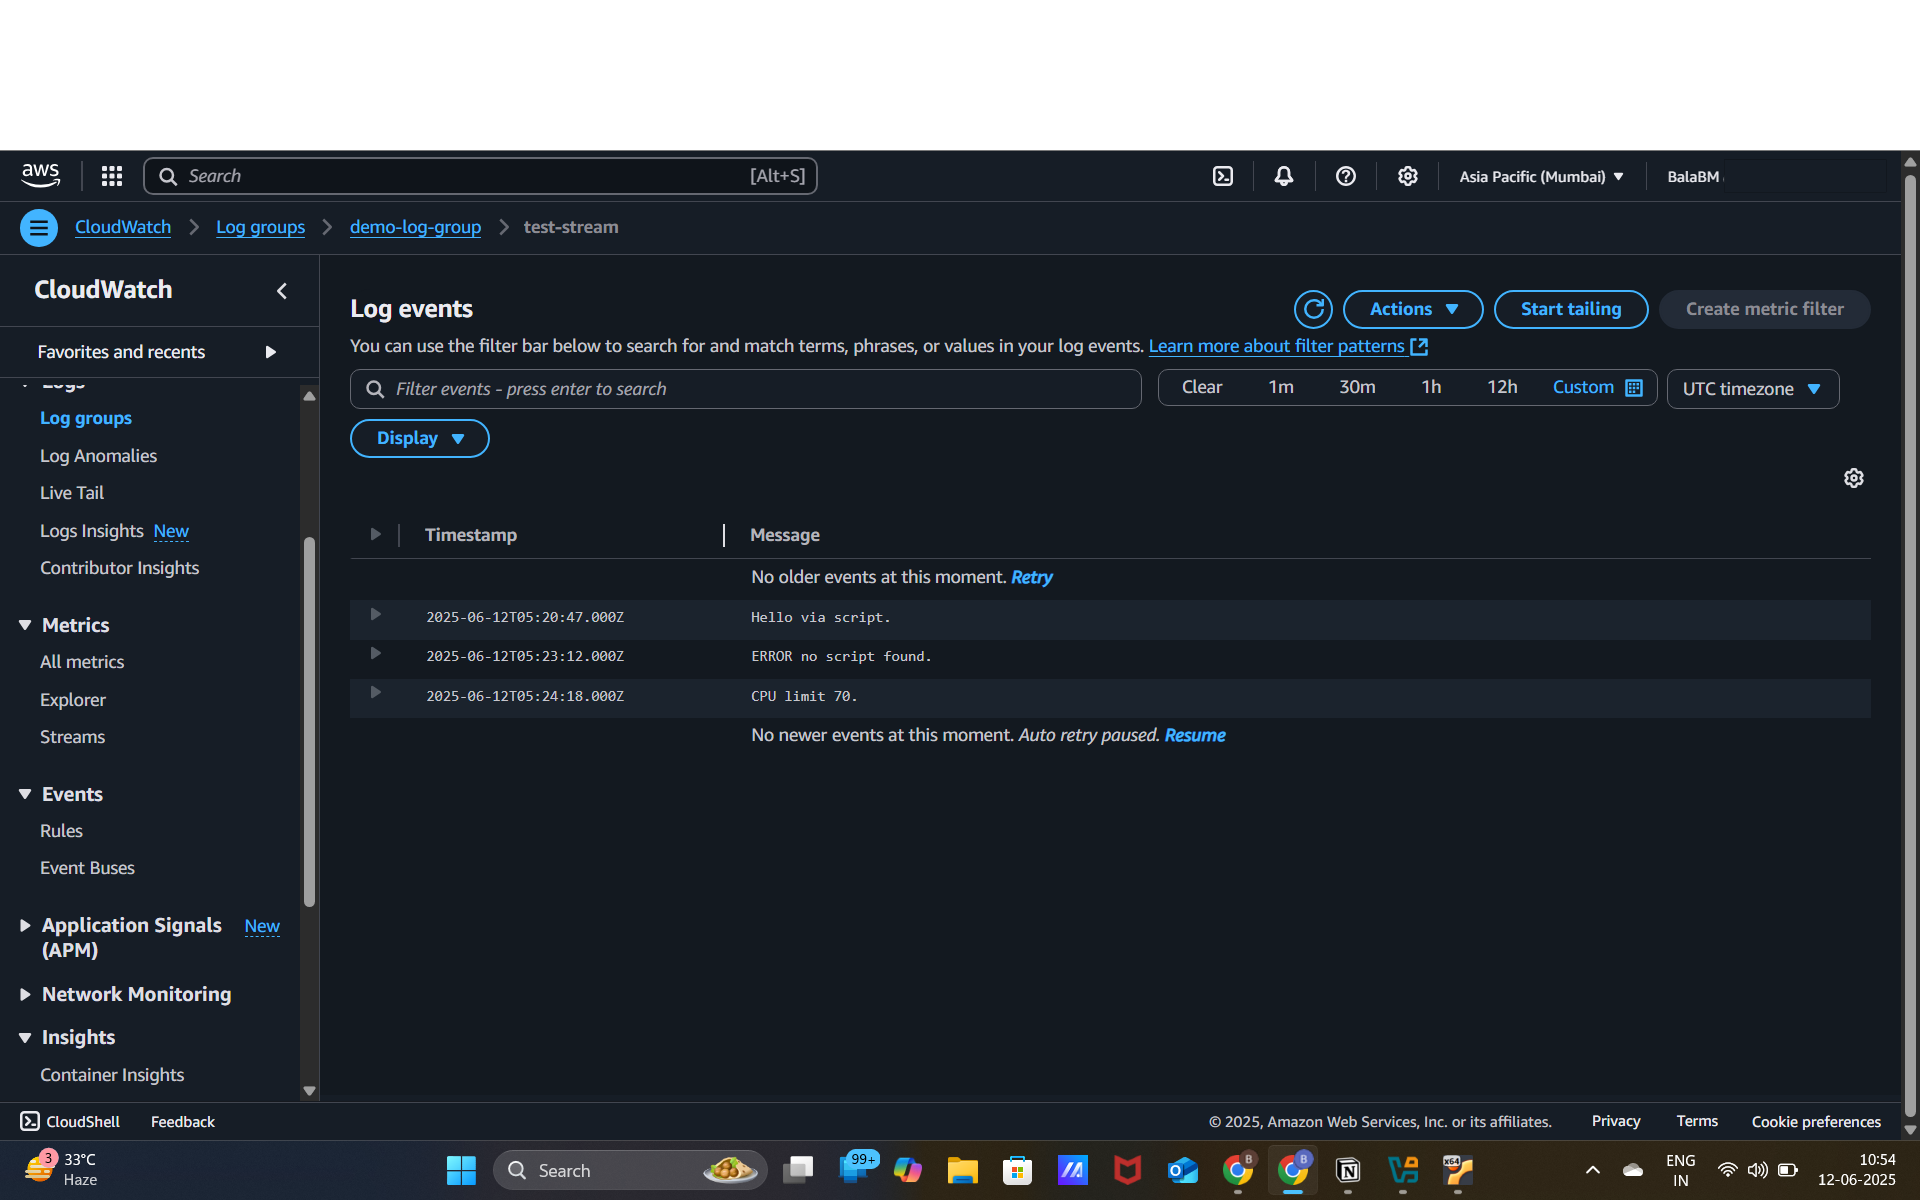 aws
Search [Alt+S]
Asia Pacific (Mumbai)
BalaBM
CloudWatch
Log groups
demo-log-group
test-stream
CloudWatch
Favorites and recents
Logs
Log groups
Log Anomalies
Live Tail
Logs Insights New
Contributor Insights
Metrics
All metrics
Explorer
Streams
Events
Rules
Event Buses
Application Signals New
(APM)
Network Monitoring
Insights
Container Insights
Log events
Actions
Start tailing
Create metric filter
You can use the filter bar below to search for and match terms, phrases, or values in your log events. Learn more about filter patterns
Filter events - press enter to search
Clear 1m 30m 1h 12h Custom
UTC timezone
Display
Timestamp Message
No older events at this moment. Retry
2025-06-12T05:20:47.000Z Hello via script.
2025-06-12T05:23:12.000Z ERROR no script found.
2025-06-12T05:24:18.000Z CPU limit 70.
No newer events at this moment. Auto retry paused. Resume
CloudShell Feedback
© 2025, Amazon Web Services, Inc. or its affiliates. Privacy Terms Cookie preferences
3
33°C
Haze
Search
99+
B
B
N
x64
ENG
IN
10:54
12-06-2025